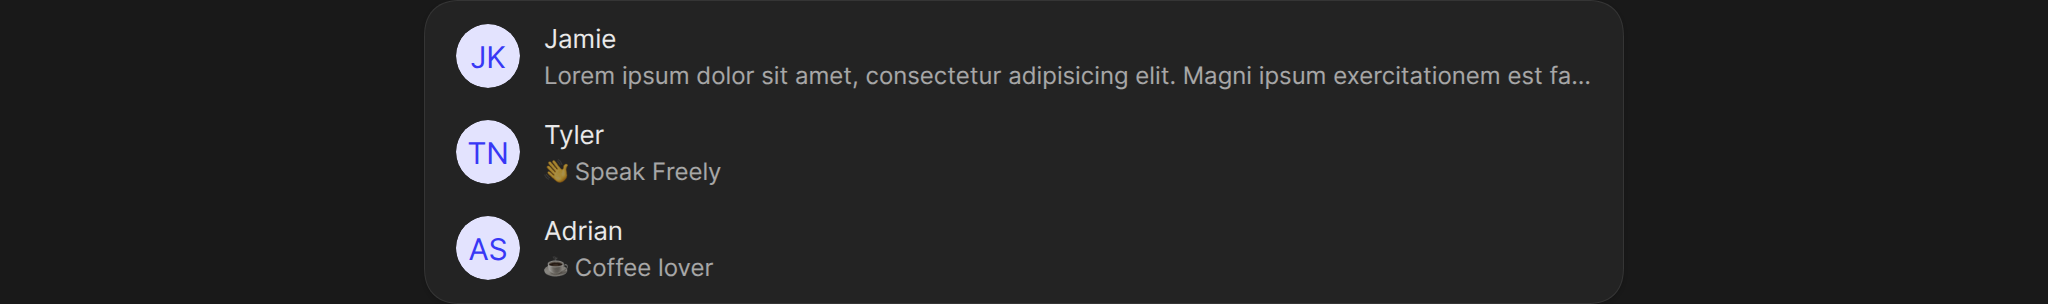 JK
Jamie
Lorem ipsum dolor sit amet, consectetur adipisicing elit. Magni ipsum exercitationem est fa...
TN
Tyler
👋 Speak Freely
AS
Adrian
☕ Coffee lover